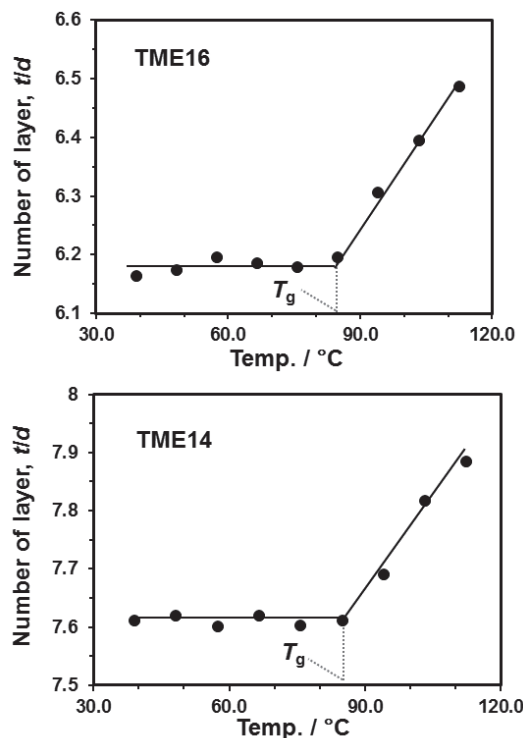 TME16
Number of layer, t/d
6.6
6.5
6.4
6.3
6.2
6.1
Tg
30.0 60.0 90.0 120.0
Temp. / °C
TME14
Number of layer, t/d
8
7.9
7.8
7.7
7.6
7.5
Tg
30.0 60.0 90.0 120.0
Temp. / °C